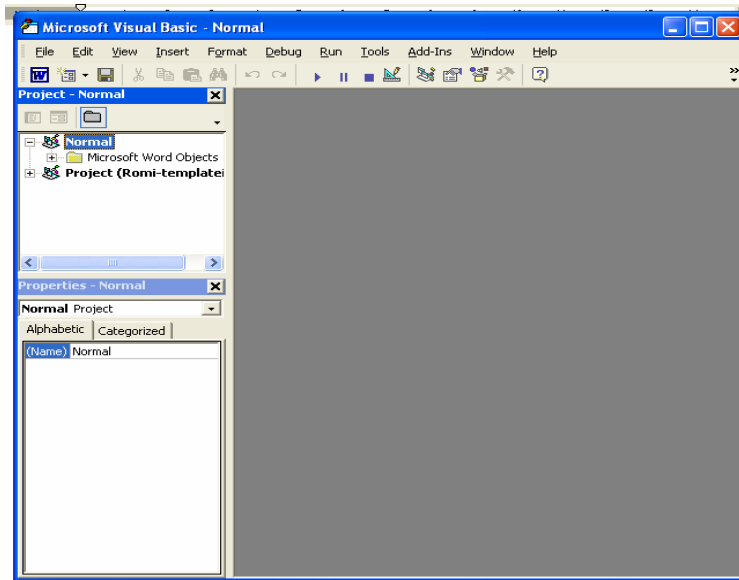 Microsoft Visual Basic - Normal
File Edit View Insert Format Debug Run Tools Add-Ins Window Help
Project - Normal
Normal
Microsoft Word Objects
Project (Romi-templatei
Properties - Normal
Normal Project
Alphabetic Categorized
(Name) Normal